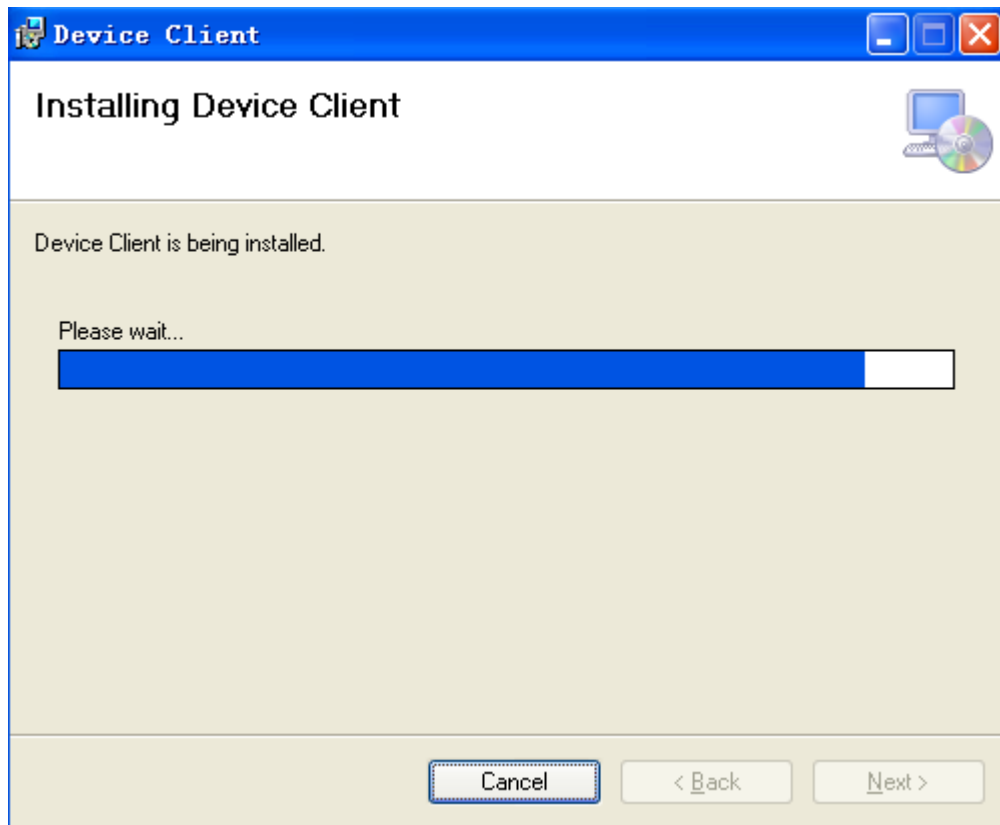 Device Client
Installing Device Client
Device Client is being installed.
Please wait...
Cancel
< Back
Next >